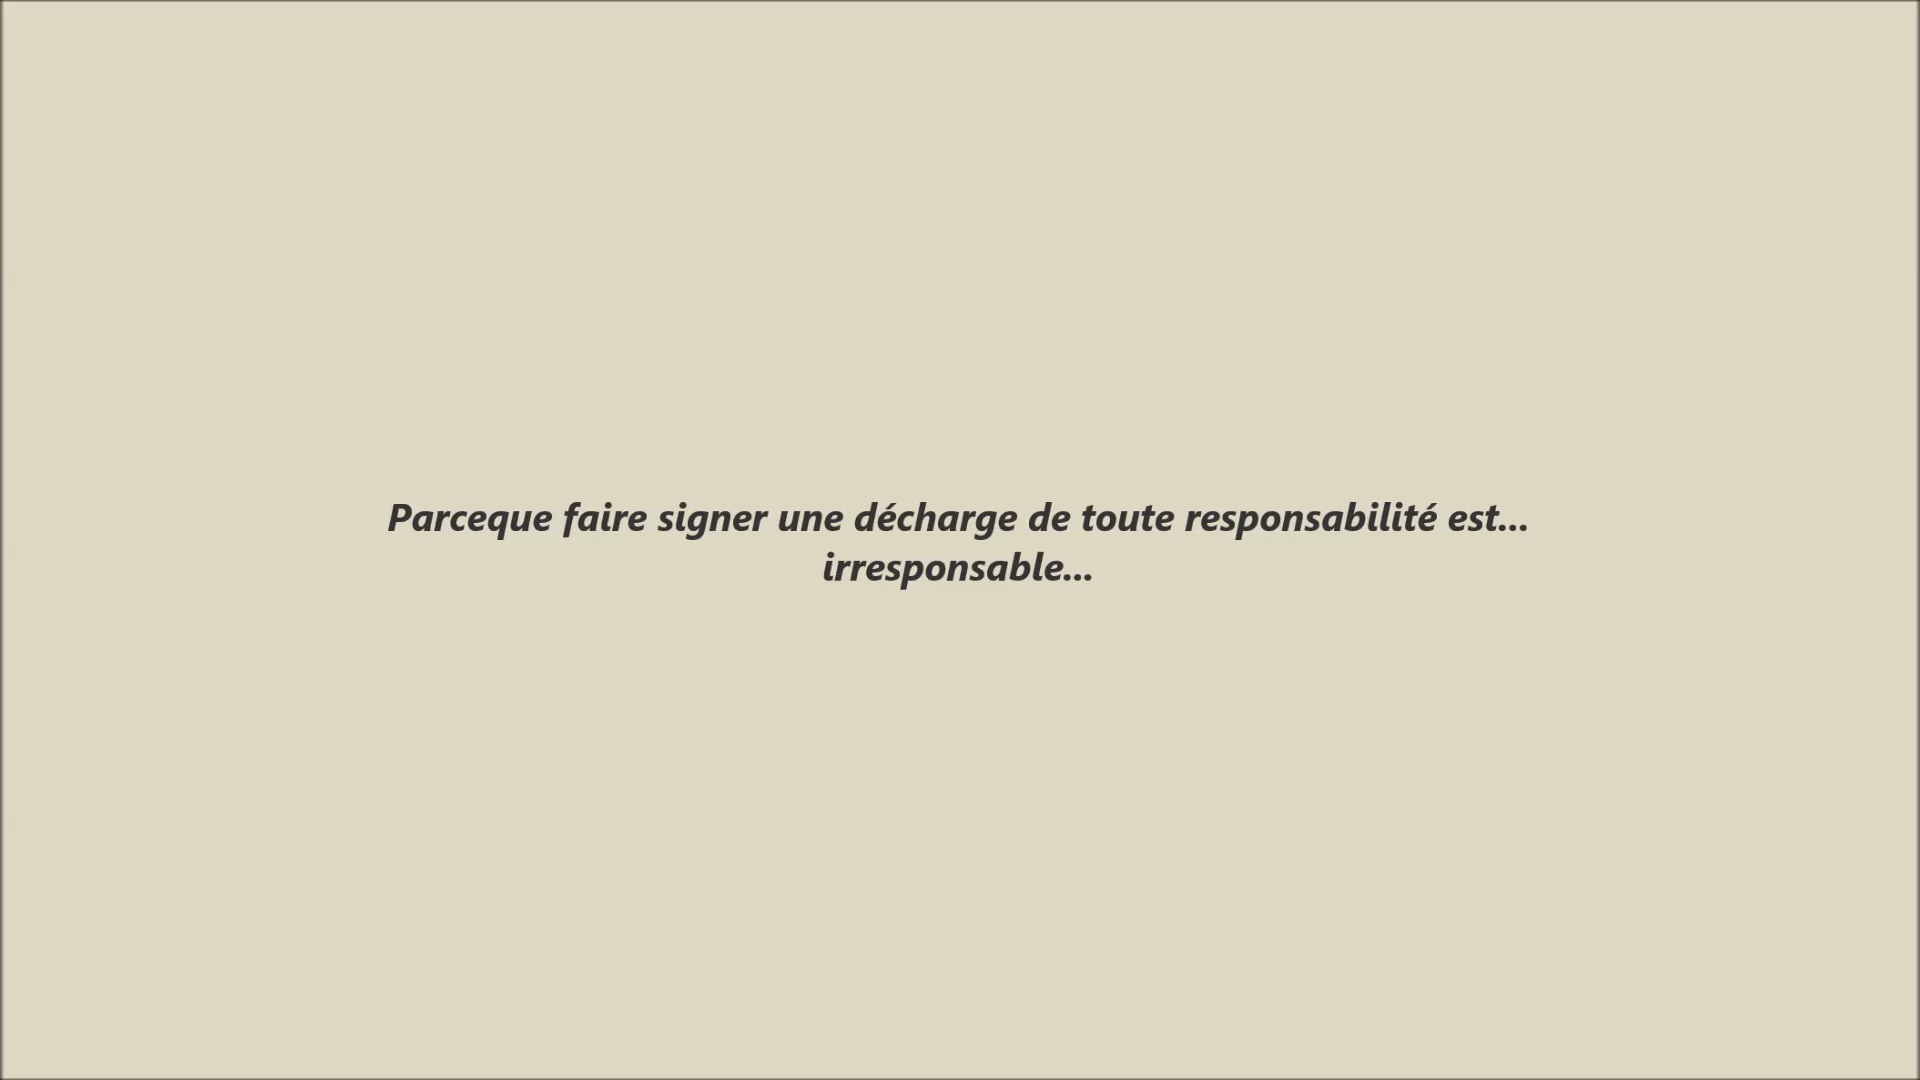 Parceque faire signer une décharge de toute responsabilité est...
irresponsable...